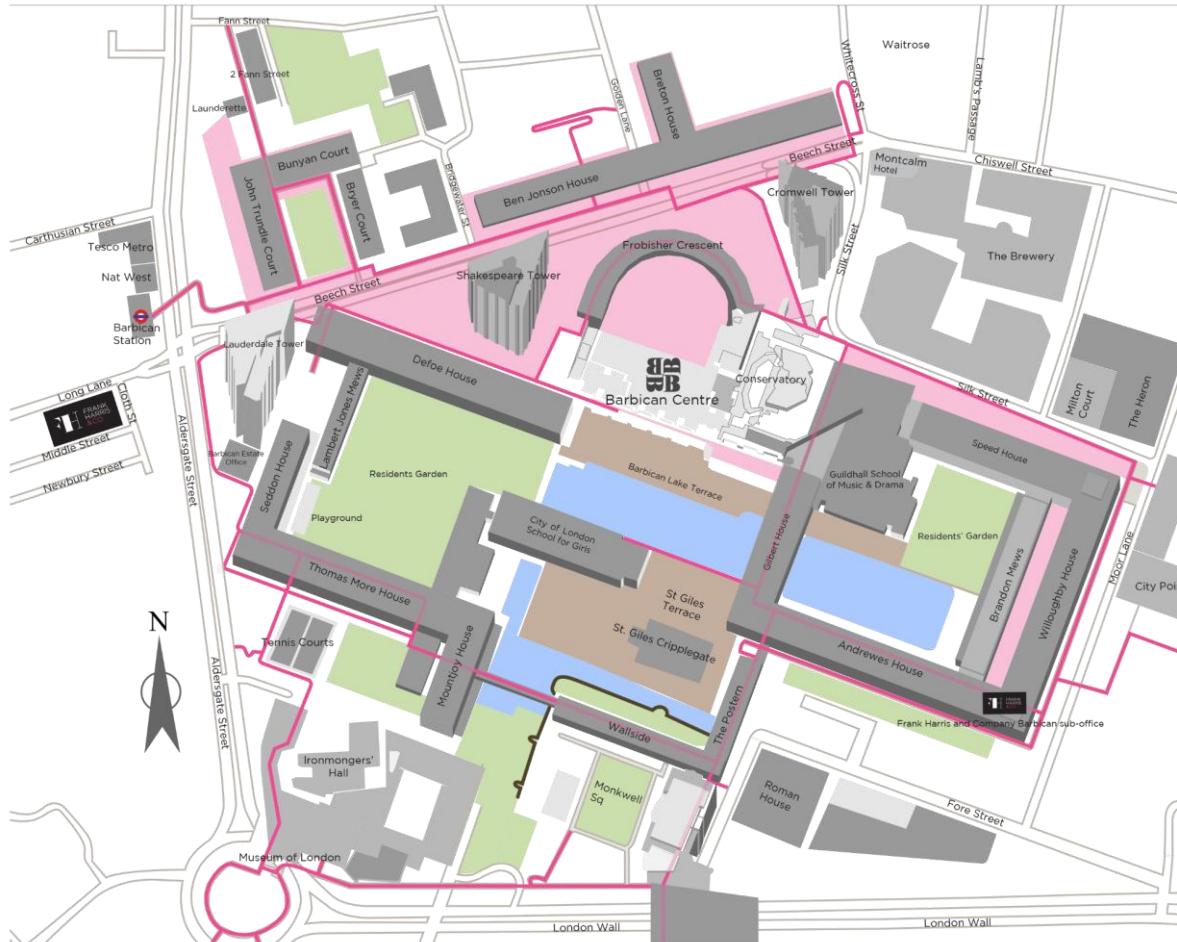 Fann Street
2 Fann Street
Launderette
Bunyan Court
John Trundle Court
Bryer Court
Bridgewater St
Golden Lane
Breton House
Ben Jonson House
Whitecross St
Waitrose
Lamb's Passage
Chiswell Street
Beech Street
Montcalm
Hotel
Cromwell Tower
The Brewery
Silk Street
Carthusian Street
Tesco Metro
Nat West
Barbican
Station
Beech Street
Shakespeare Tower
Frobisher Crescent
Lauderdale Tower
Defoe House
Lambert Jones Mews
Barbican Centre
Conservatory
Silk Street
Milton
Court
The Heron
Long Lane
Cloth St
FRANK
HARRIS
&CO
Middle Street
Newbury Street
Aldersgate Street
Barbican Estate
Office
Seddon House
Residents Garden
Playground
Barbican Lake Terrace
Guildhall School
of Music & Drama
Speed House
Residents' Garden
City of London
School for Girls
Gilbert House
Brandon Mews
Willoughby House
Moor Lane
City Poi
Thomas More House
St Giles
Terrace
St. Giles Cripplegate
Andrewes House
Tennis Courts
Mountjoy House
N
Aldersgate Street
The Postern
Wallside
FRANK
HARRIS
&CO
Frank Harris and Company Barbican sub-office
Ironmongers'
Hall
Monkwell
Sq
Roman
House
Fore Street
Museum of London
London Wall
London Wall